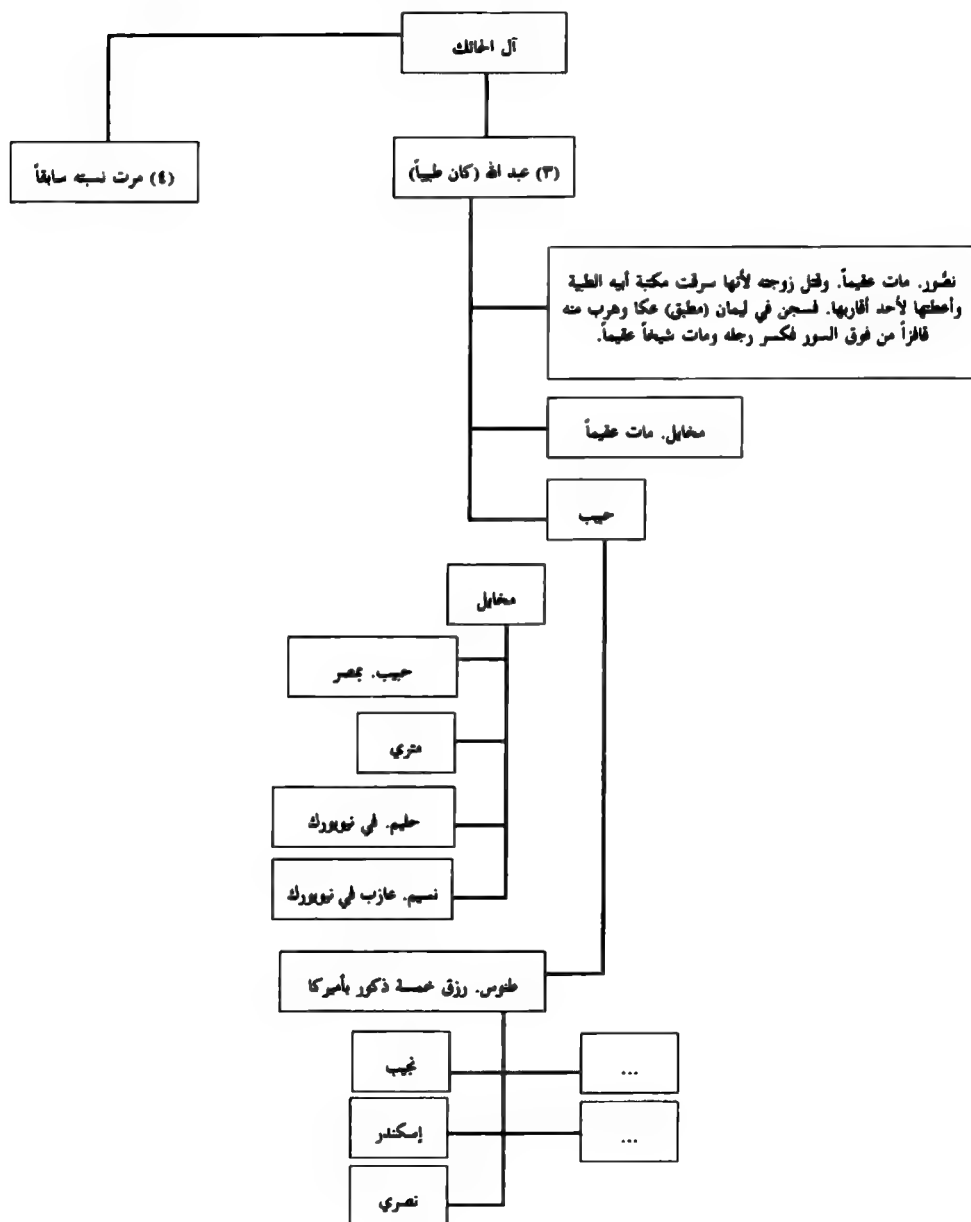 آل الحائك
(٣) عبد الله (كان طبيباً)
(٤) مرت نسبته سابقاً
نصُّور. مات عقيماً. وقتل زوجته لأنها سرقت مكتبة أبيه الطبية
وأعطتها لأحد أقاربها. فسجن في ليمان (مطبق) عكا وهرب منه
قافزاً من فوق السور فكسر رجله ومات شيخاً عقيماً.
مخايل. مات عقيماً
حبيب
مخايل
حبيب. بمصر
متري
حليم. في نيويورك
نسيم. عازب في نيويورك
طنوس. رزق خمسة ذكور بأميركا
نجيب
...
إسكندر
...
نصري